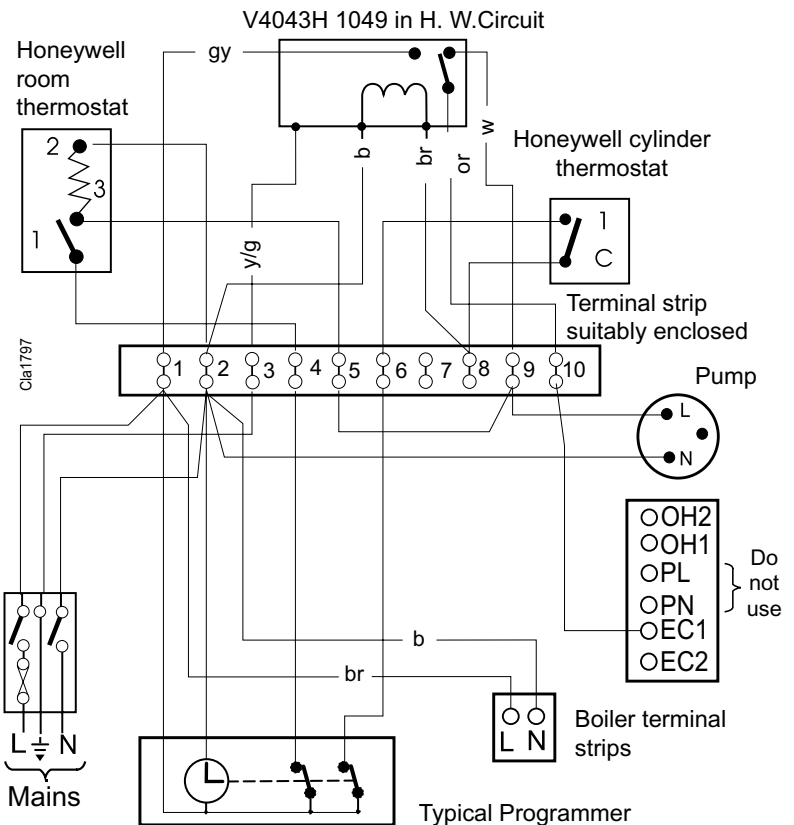 V4043H 1049 in H. W.Circuit
Honeywell
room
thermostat
gy
2
3
1
b
br
or
w
y/g
Honeywell cylinder
thermostat
1
C
Terminal strip
suitably enclosed
Cla1797
1 2 3 4 5 6 7 8 9 10
Pump
L
N
OH2
OH1
PL
PN
EC1
EC2
Do
not
use
b
br
L N
Boiler terminal
strips
L N
Mains
Typical Programmer